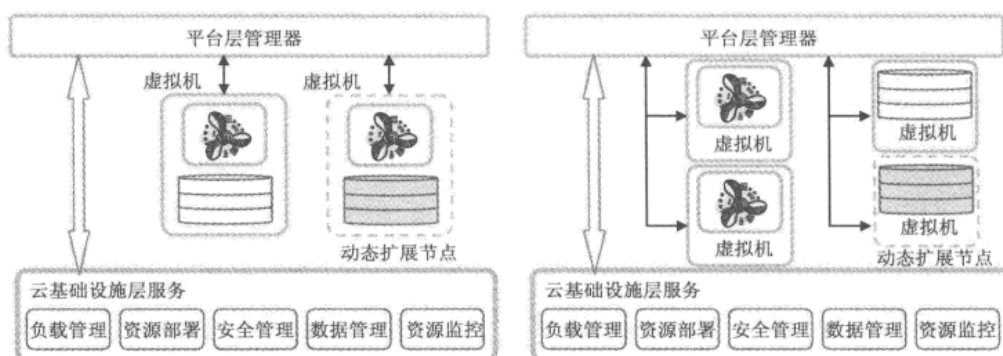 平台层管理器
虚拟机
虚拟机
动态扩展节点
云基础设施层服务
负载管理
资源部署
安全管理
数据管理
资源监控
平台层管理器
虚拟机
虚拟机
虚拟机
虚拟机
动态扩展节点
云基础设施层服务
负载管理
资源部署
安全管理
数据管理
资源监控